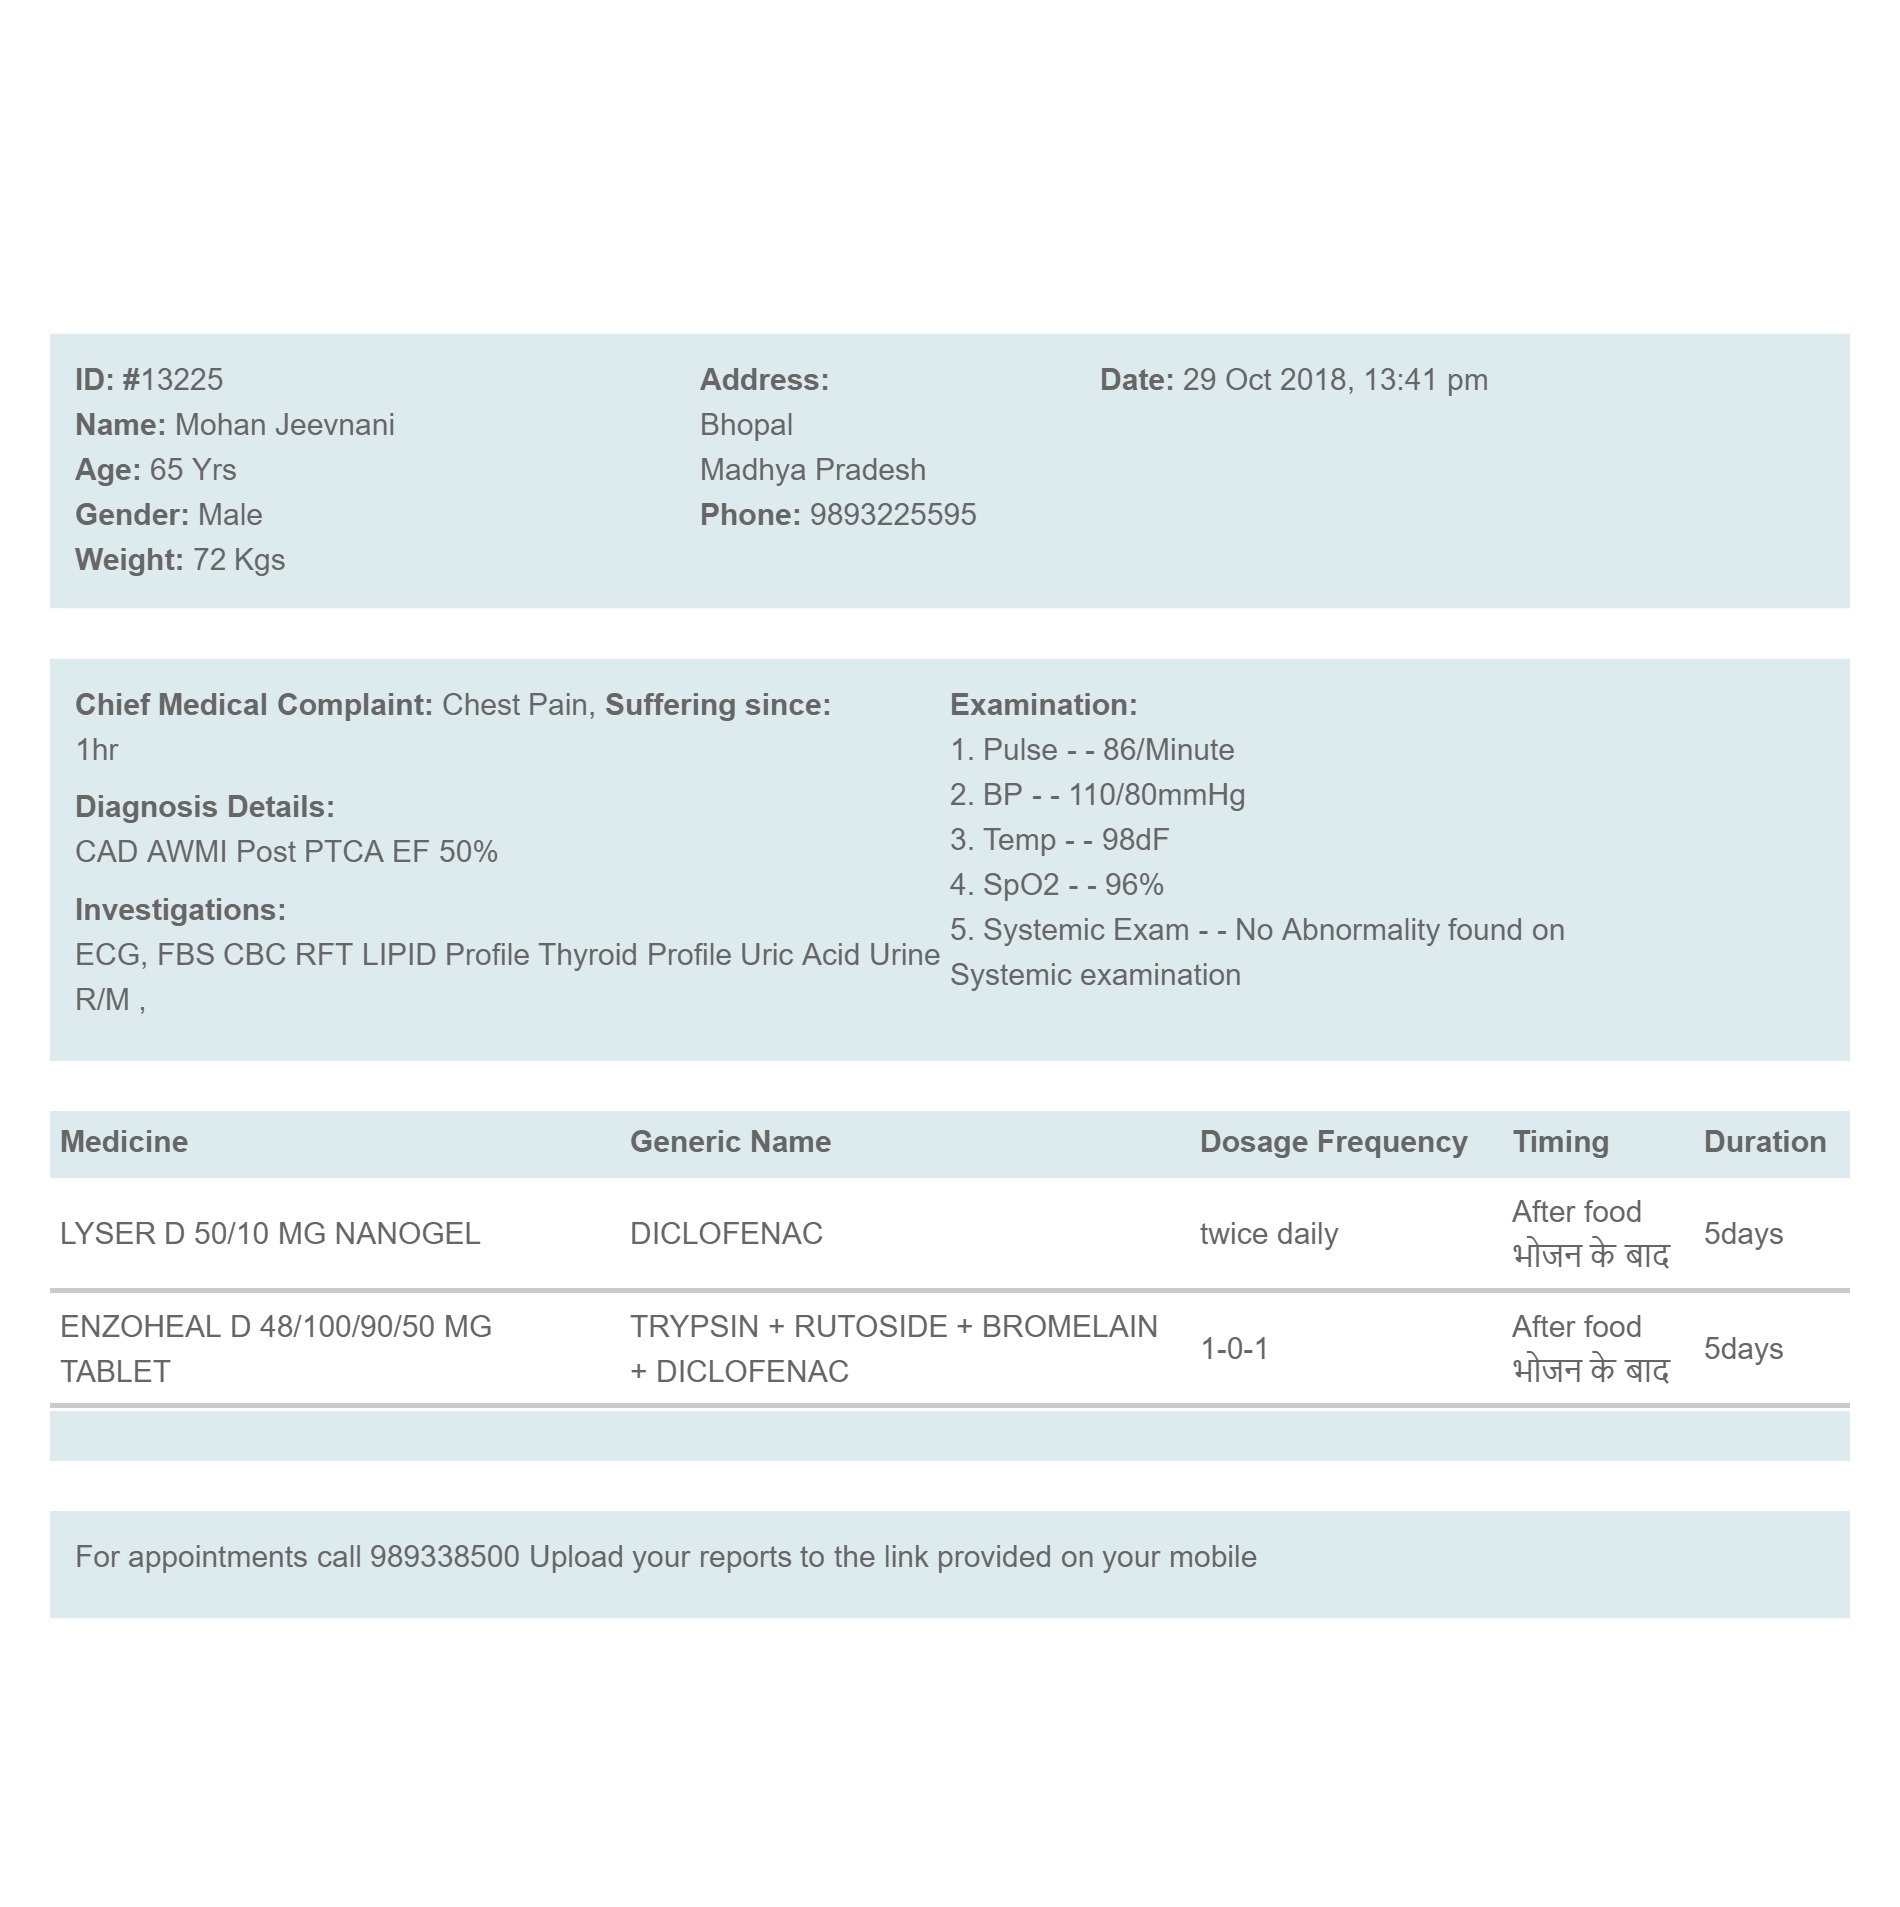 ID: #13225
Name: Mohan Jeevnani
Age: 65 Yrs
Gender: Male
Weight: 72 Kgs
Address:
Bhopal
Madhya Pradesh
Phone: 9893225595
Date: 29 Oct 2018, 13:41 pm
Chief Medical Complaint: Chest Pain, Suffering since:
1hr
Diagnosis Details:
CAD AWMI Post PTCA EF 50%
Investigations:
ECG, FBS CBC RFT LIPID Profile Thyroid Profile Uric Acid Urine
R/M ,
Examination:
1. Pulse - - 86/Minute
2. BP - - 110/80mmHg
3. Temp - - 98dF
4. SpO2 - - 96%
5. Systemic Exam - - No Abnormality found on
Systemic examination
Medicine Generic Name Dosage Frequency Timing Duration
LYSER D 50/10 MG NANOGEL DICLOFENAC twice daily After food 5days
भोजन के बाद
ENZOHEAL D 48/100/90/50 MG TRYPSIN + RUTOSIDE + BROMELAIN 1-0-1 After food 5days
TABLET + DICLOFENAC भोजन के बाद
For appointments call 989338500 Upload your reports to the link provided on your mobile